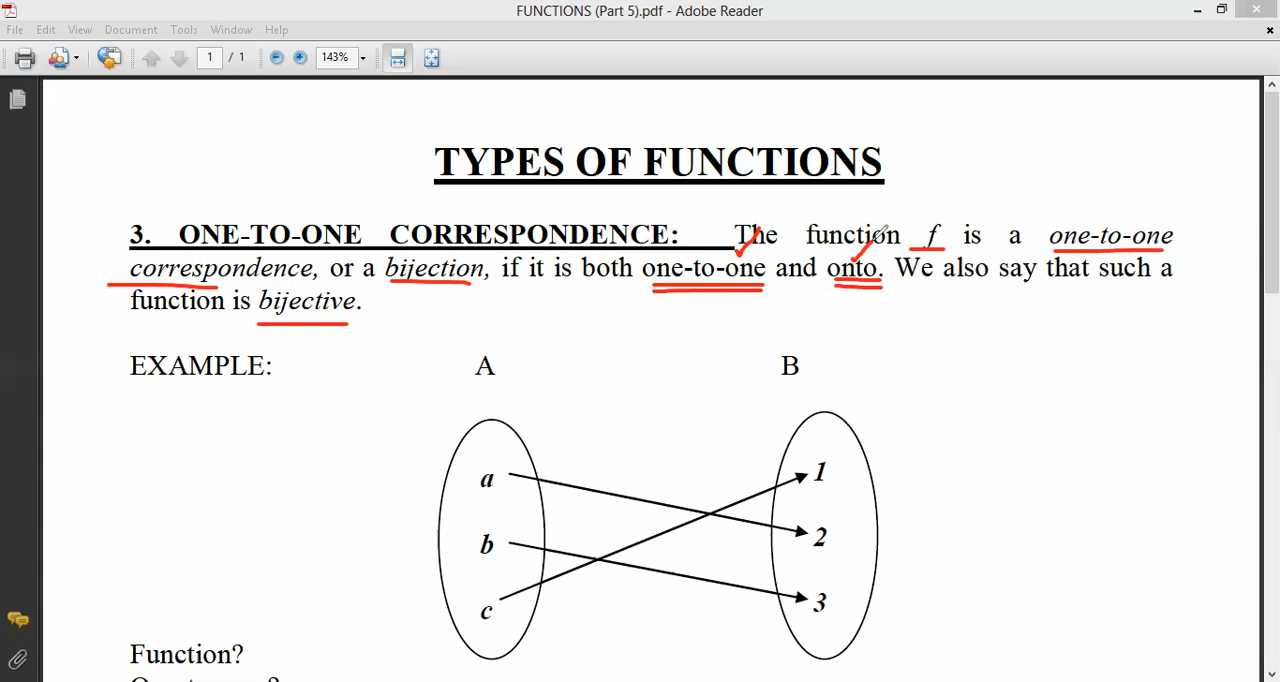 FUNCTIONS (Part 5).pdf - Adobe Reader
File Edit View Document Tools Window Help
1 / 1 143%
TYPES OF FUNCTIONS
3. ONE-TO-ONE CORRESPONDENCE: The function f is a one-to-one
correspondence, or a bijection, if it is both one-to-one and onto. We also say that such a
function is bijective.
EXAMPLE: A B
a 1
b 2
c 3
Function?